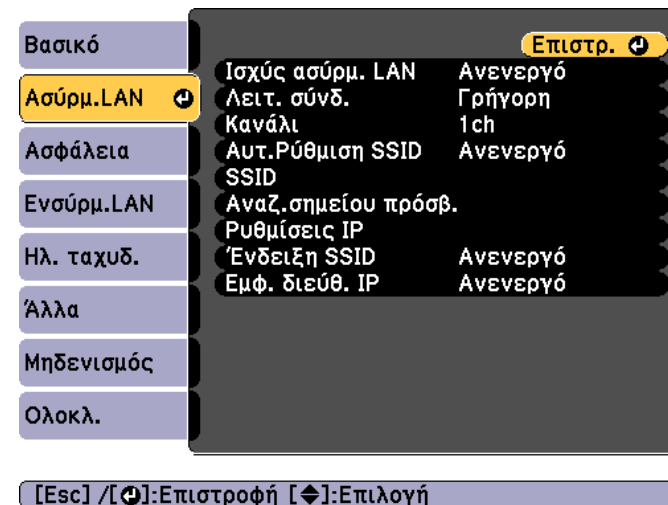 Βασικό
Ασύρμ.LAN
Ασφάλεια
Ενσύρμ.LAN
Ηλ. ταχυδ.
Άλλα
Μηδενισμός
Ολοκλ.
Επιστρ.
Ισχύς ασύρμ. LAN Ανενεργό
Λειτ. σύνδ. Γρήγορη
Κανάλι 1ch
Αυτ.Ρύθμιση SSID Ανενεργό
SSID
Αναζ.σημείου πρόσβ.
Ρυθμίσεις IP
Ένδειξη SSID Ανενεργό
Εμφ. διεύθ. IP Ανενεργό
[Esc] /[⏎]:Επιστροφή [◆]:Επιλογή